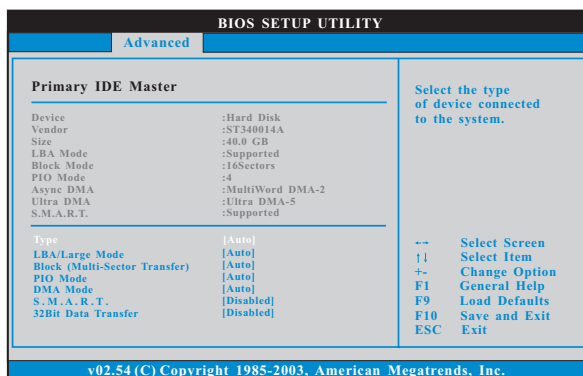 BIOS SETUP UTILITY
Advanced
Primary IDE Master
Device :Hard Disk
Vendor :ST340014A
Size :40.0 GB
LBA Mode :Supported
Block Mode :16Sectors
PIO Mode :4
Async DMA :MultiWord DMA-2
Ultra DMA :Ultra DMA-5
S.M.A.R.T. :Supported
Type [Auto]
LBA/Large Mode [Auto]
Block (Multi-Sector Transfer) [Auto]
PIO Mode [Auto]
DMA Mode [Auto]
S.M.A.R.T. [Disabled]
32Bit Data Transfer [Disabled]
Select the type
of device connected
to the system.
←→ Select Screen
↑↓ Select Item
+- Change Option
F1 General Help
F9 Load Defaults
F10 Save and Exit
ESC Exit
v02.54 (C) Copyright 1985-2003, American Megatrends, Inc.